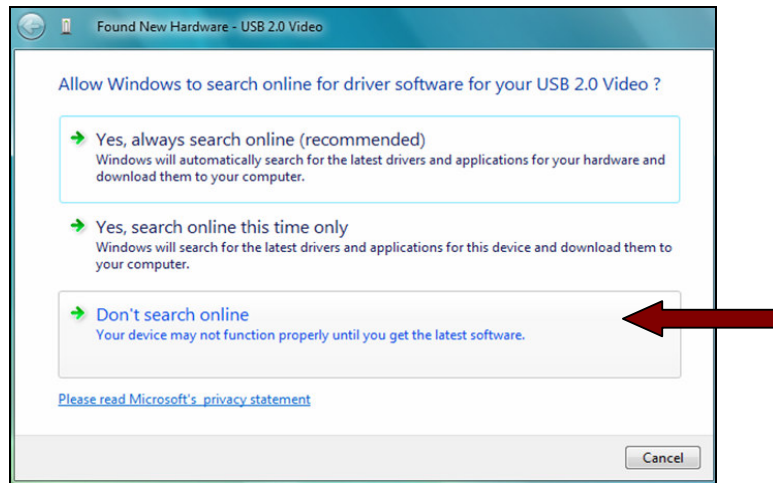 Found New Hardware - USB 2.0 Video
Allow Windows to search online for driver software for your USB 2.0 Video ?
Yes, always search online (recommended)
Windows will automatically search for the latest drivers and applications for your hardware and
download them to your computer.
Yes, search online this time only
Windows will search for the latest drivers and applications for this device and download them to
your computer.
Don't search online
Your device may not function properly until you get the latest software.
Please read Microsoft's privacy statement
Cancel